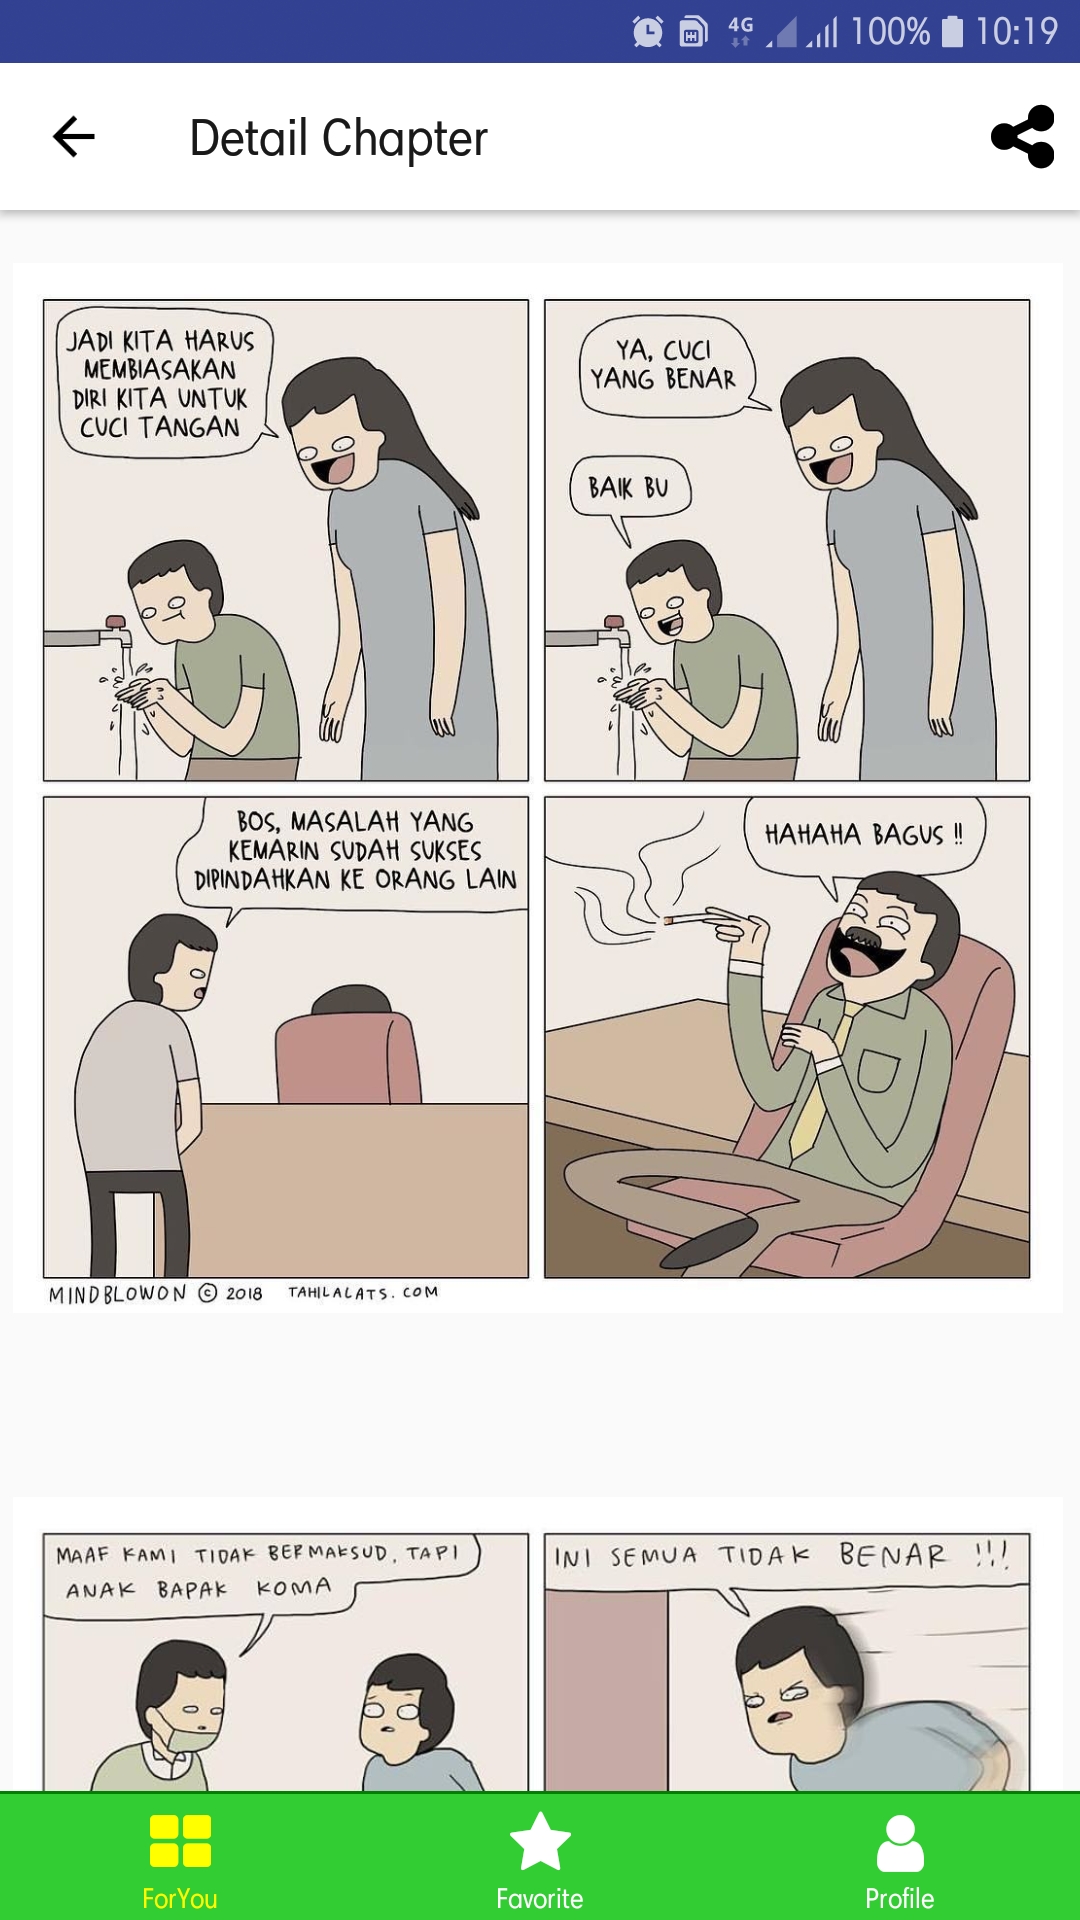 4G 100% 10:19
Detail Chapter
JADI KITA HARUS
MEMBIASAKAN
DIRI KITA UNTUK
CUCI TANGAN
YA, CUCI
YANG BENAR
BAIK BU
BOS, MASALAH YANG
KEMARIN SUDAH SUKSES
DIPINDAHKAN KE ORANG LAIN
HAHAHA BAGUS !!
MINDBLOWON © 2018 TAHILALATS.COM
MAAF KAMI TIDAK BERMAKSUD, TAPI
ANAK BAPAK KOMA
INI SEMUA TIDAK BENAR !!!
ForYou
Favorite
Profile